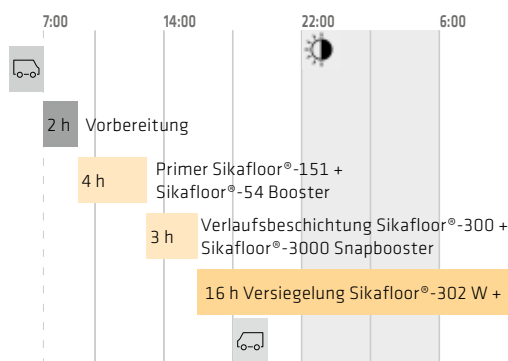 7:00 14:00 22:00 6:00
2 h Vorbereitung
4 h
Primer Sikafloor®-151 +
Sikafloor®-54 Booster
3 h
Verlaufsbeschichtung Sikafloor®-300 +
Sikafloor®-3000 Snapbooster
16 h Versiegelung Sikafloor®-302 W +